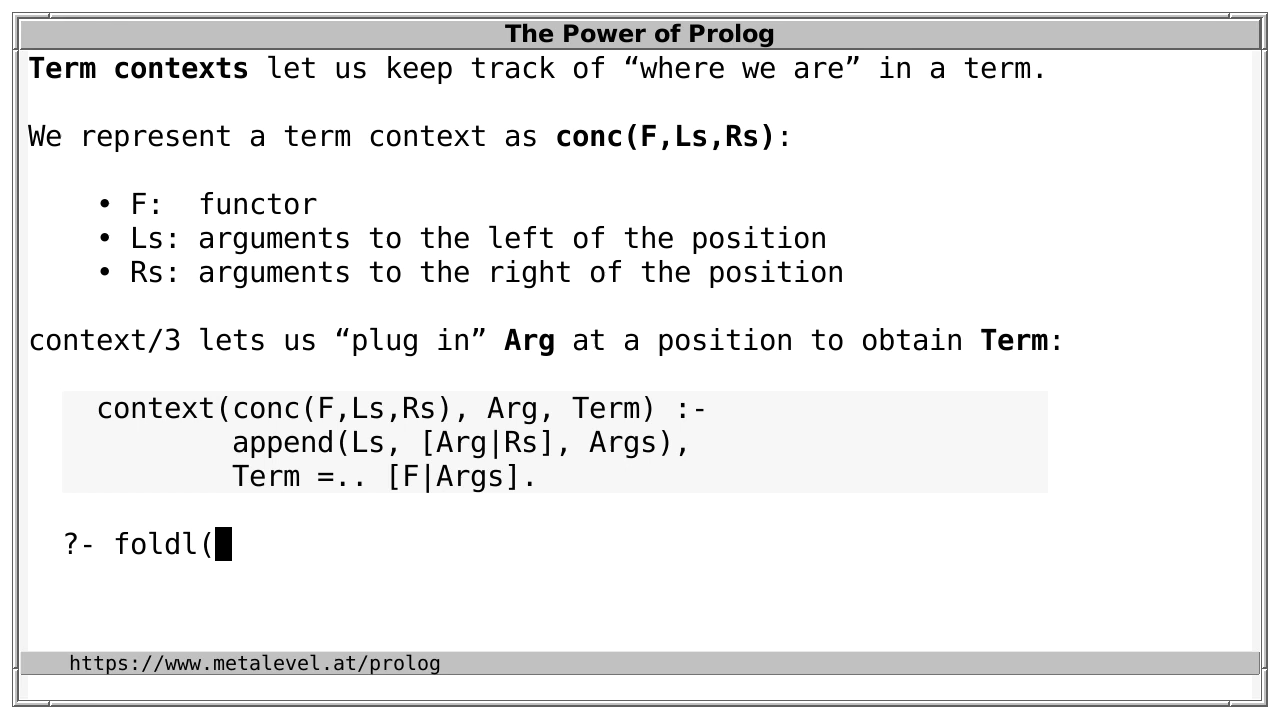 The Power of Prolog
Term contexts let us keep track of “where we are” in a term.
We represent a term context as conc(F,Ls,Rs):
• F:  functor
• Ls: arguments to the left of the position
• Rs: arguments to the right of the position
context/3 lets us “plug in” Arg at a position to obtain Term:
context(conc(F,Ls,Rs), Arg, Term) :-
append(Ls, [Arg|Rs], Args),
Term =.. [F|Args].
?- foldl(
https://www.metalevel.at/prolog